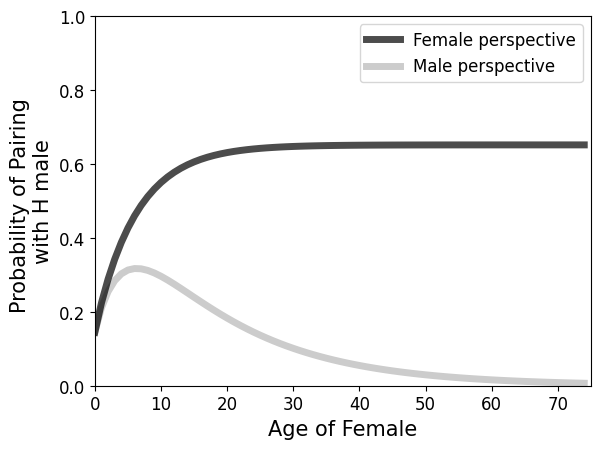 Female perspective
Male perspective
Probability of Pairing
with H male
1.0
0.8
0.6
0.4
0.2
0.0
0 10 20 30 40 50 60 70
Age of Female